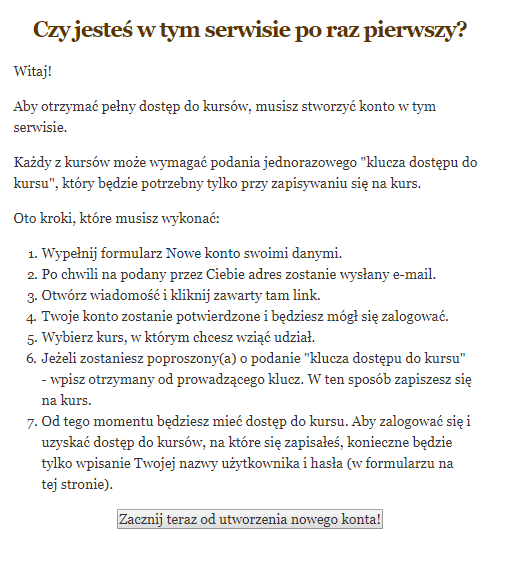 Czy jesteś w tym serwisie po raz pierwszy?
Witaj!
Aby otrzymać pełny dostęp do kursów, musisz stworzyć konto w tym
serwisie.
Każdy z kursów może wymagać podania jednorazowego "klucza dostępu do
kursu", który będzie potrzebny tylko przy zapisywaniu się na kurs.
Oto kroki, które musisz wykonać:
1. Wypełnij formularz Nowe konto swoimi danymi.
2. Po chwili na podany przez Ciebie adres zostanie wysłany e-mail.
3. Otwórz wiadomość i kliknij zawarty tam link.
4. Twoje konto zostanie potwierdzone i będziesz mógł się zalogować.
5. Wybierz kurs, w którym chcesz wziąć udział.
6. Jeżeli zostaniesz poproszony(a) o podanie "klucza dostępu do kursu"
- wpisz otrzymany od prowadzącego klucz. W ten sposób zapiszesz się
na kurs.
7. Od tego momentu będziesz mieć dostęp do kursu. Aby zalogować się i
uzyskać dostęp do kursów, na które się zapisałeś, konieczne będzie
tylko wpisanie Twojej nazwy użytkownika i hasła (w formularzu na
tej stronie).
Zacznij teraz od utworzenia nowego konta!